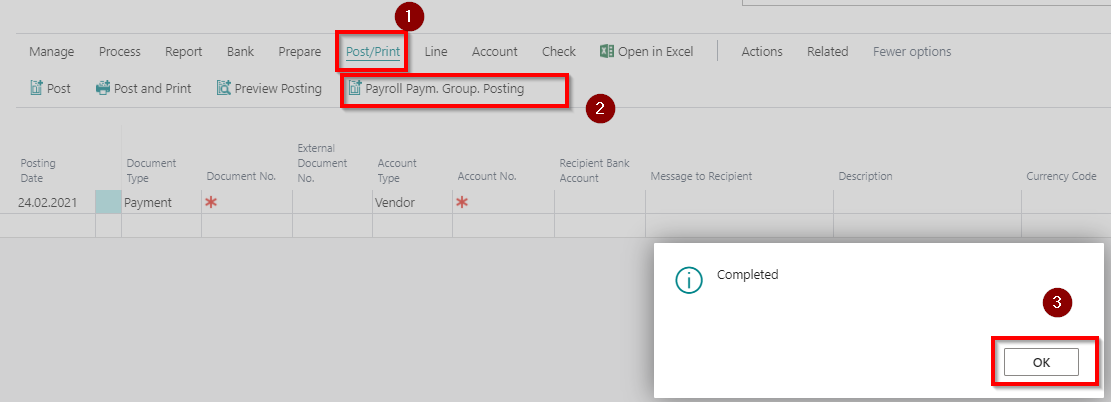 1
Manage Process Report Bank Prepare Post/Print Line Account Check Open in Excel Actions Related Fewer options
Post Post and Print Preview Posting Payroll Paym. Group. Posting
2
Posting Date Document Type Document No. External Document No. Account Type Account No. Recipient Bank Account Message to Recipient Description Currency Code
24.02.2021 Payment * Vendor *
Completed
3
OK